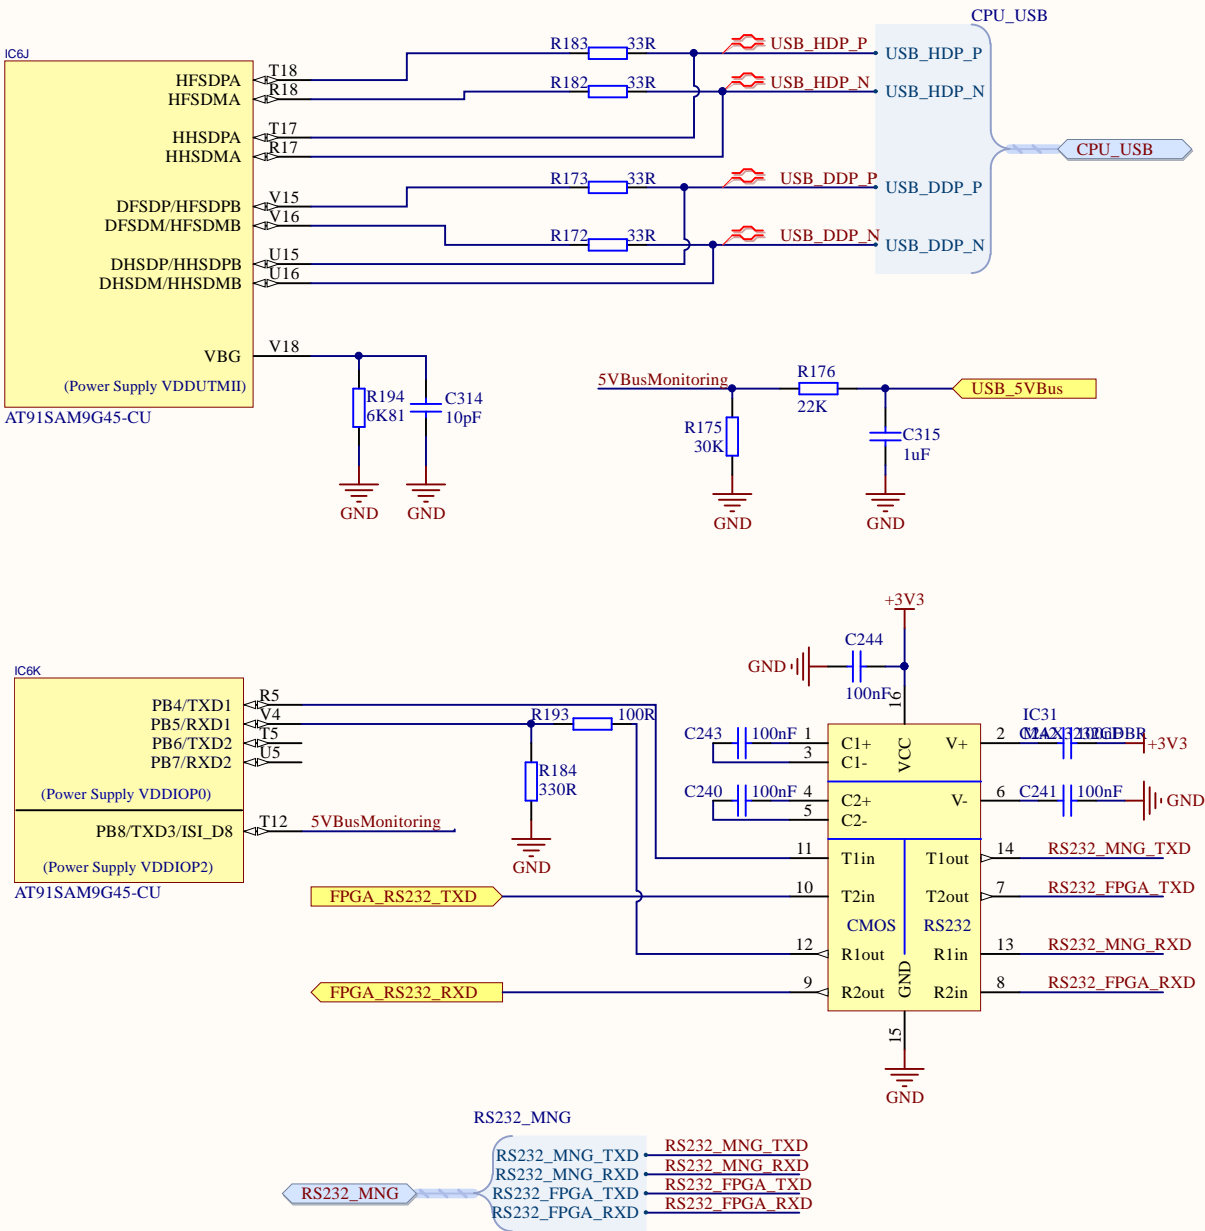 CPU_USB
IC6J
HFSDPA T18 R183 33R USB_HDP_P USB_HDP_P
HFSDMA R18 R182 33R USB_HDP_N USB_HDP_N
HHSDPA T17
HHSDMA R17
CPU_USB
DFSDP/HFSDPB V15 R173 33R USB_DDP_P USB_DDP_P
DFSDM/HFSDMB V16 R172 33R USB_DDP_N USB_DDP_N
DHSDP/HHSDPB U15
DHSDM/HHSDMB U16
VBG V18
(Power Supply VDDUTMII)
AT91SAM9G45-CU
R194
6K81
C314
10pF
GND GND
5VBusMonitoring R176 USB_5VBus
22K
R175
30K
C315
1uF
GND GND
+3V3
C244
GND
100nF
16
IC6K
PB4/TXD1 R5
PB5/RXD1 V4 R193 100R
PB6/TXD2 T5
PB7/RXD2 U5
(Power Supply VDDIOP0)
R184
330R
GND
PB8/TXD3/ISI_D8 T12 5VBusMonitoring
(Power Supply VDDIOP2)
AT91SAM9G45-CU
IC31
C243 100nF 1 C1+ VCC V+ 2 C242 +3V3
3 C1-
C240 100nF 4 C2+ V- 6 C241 100nF GND
5 C2-
11 T1in T1out 14 RS232_MNG_TXD
FPGA_RS232_TXD 10 T2in T2out 7 RS232_FPGA_TXD
CMOS RS232
12 R1out R1in 13 RS232_MNG_RXD
FPGA_RS232_RXD 9 R2out GND R2in 8 RS232_FPGA_RXD
15
GND
RS232_MNG
RS232_MNG_TXD RS232_MNG_TXD
RS232_MNG_RXD RS232_MNG_RXD
RS232_MNG RS232_FPGA_TXD RS232_FPGA_TXD
RS232_FPGA_RXD RS232_FPGA_RXD